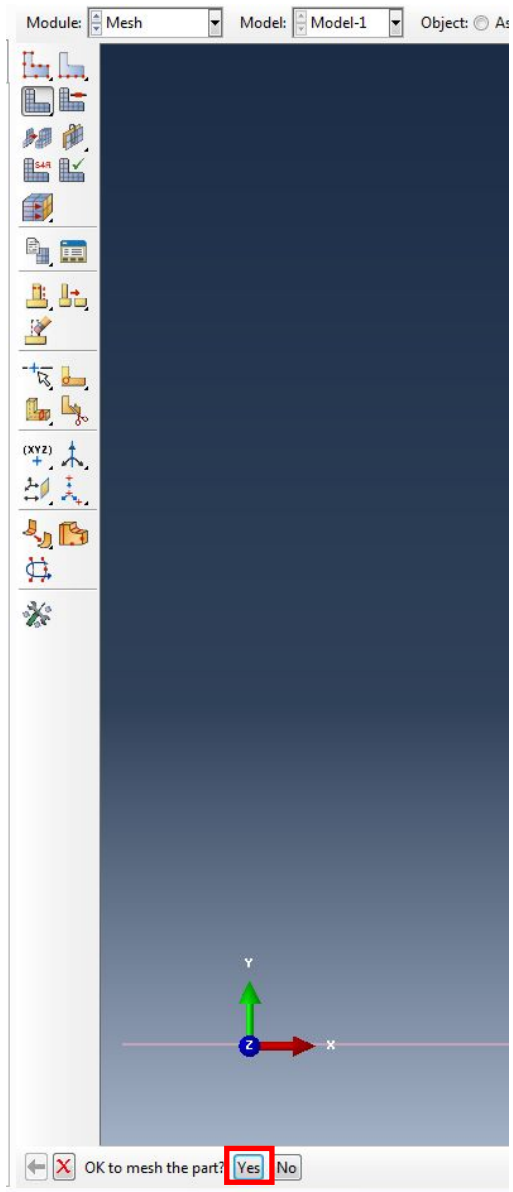 Module: Mesh Model: Model-1 Object: As
S4R
(XYZ)
Y
Z X
OK to mesh the part? Yes No